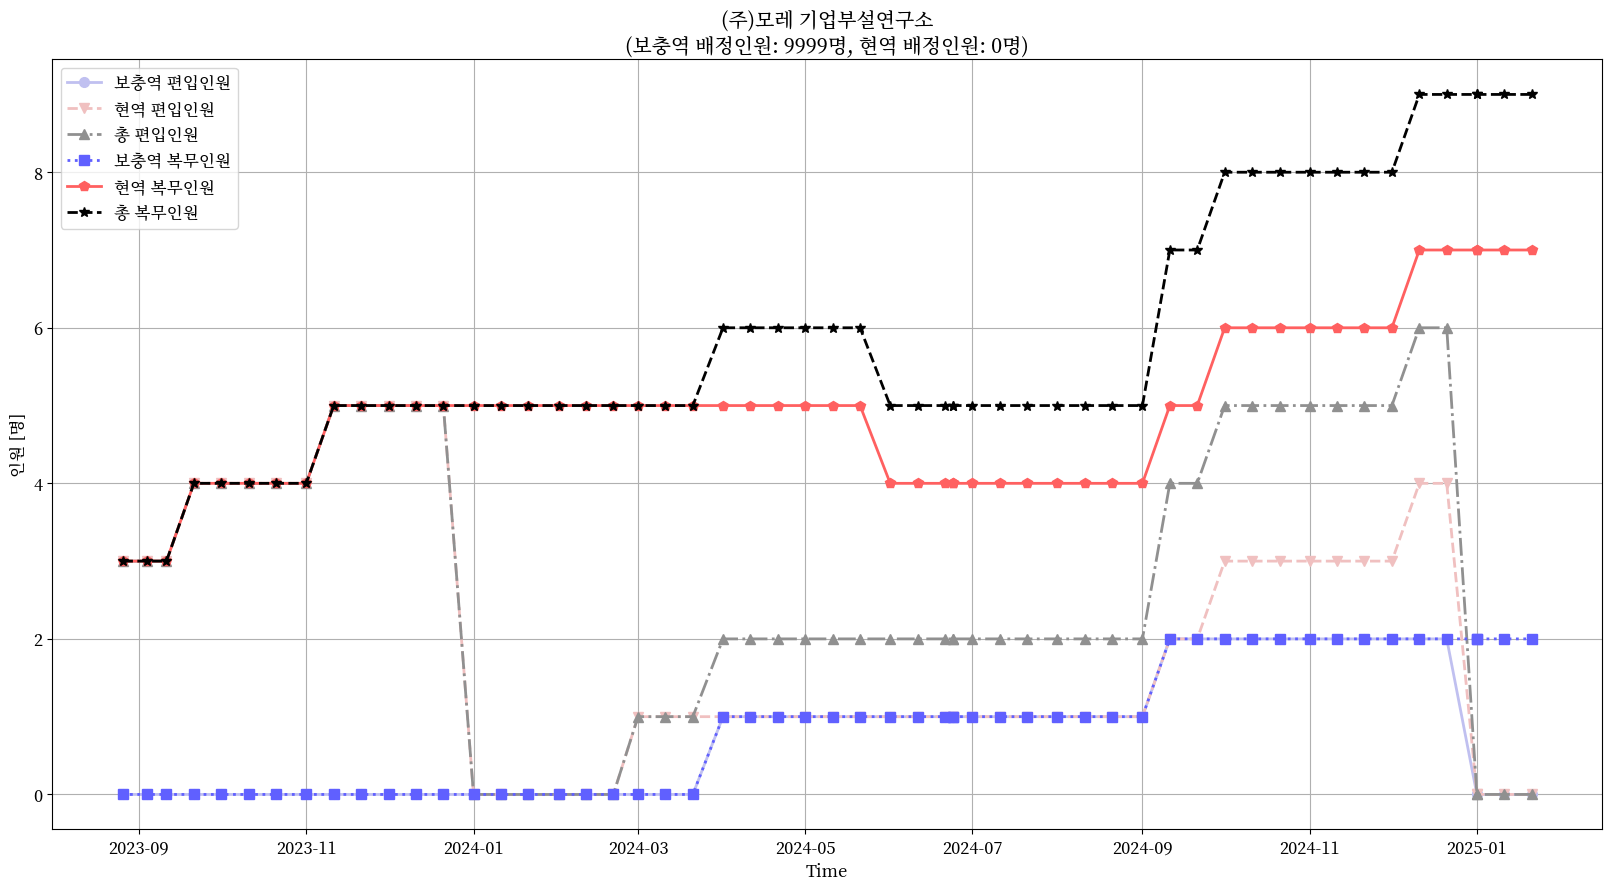 (주)모레 기업부설연구소
(보충역 배정인원: 9999명, 현역 배정인원: 0명)
보충역 편입인원
현역 편입인원
총 편입인원
보충역 복무인원
현역 복무인원
총 복무인원
인원 [명]
8
6
4
2
0
2023-09
2023-11
2024-01
2024-03
2024-05
2024-07
2024-09
2024-11
2025-01
Time